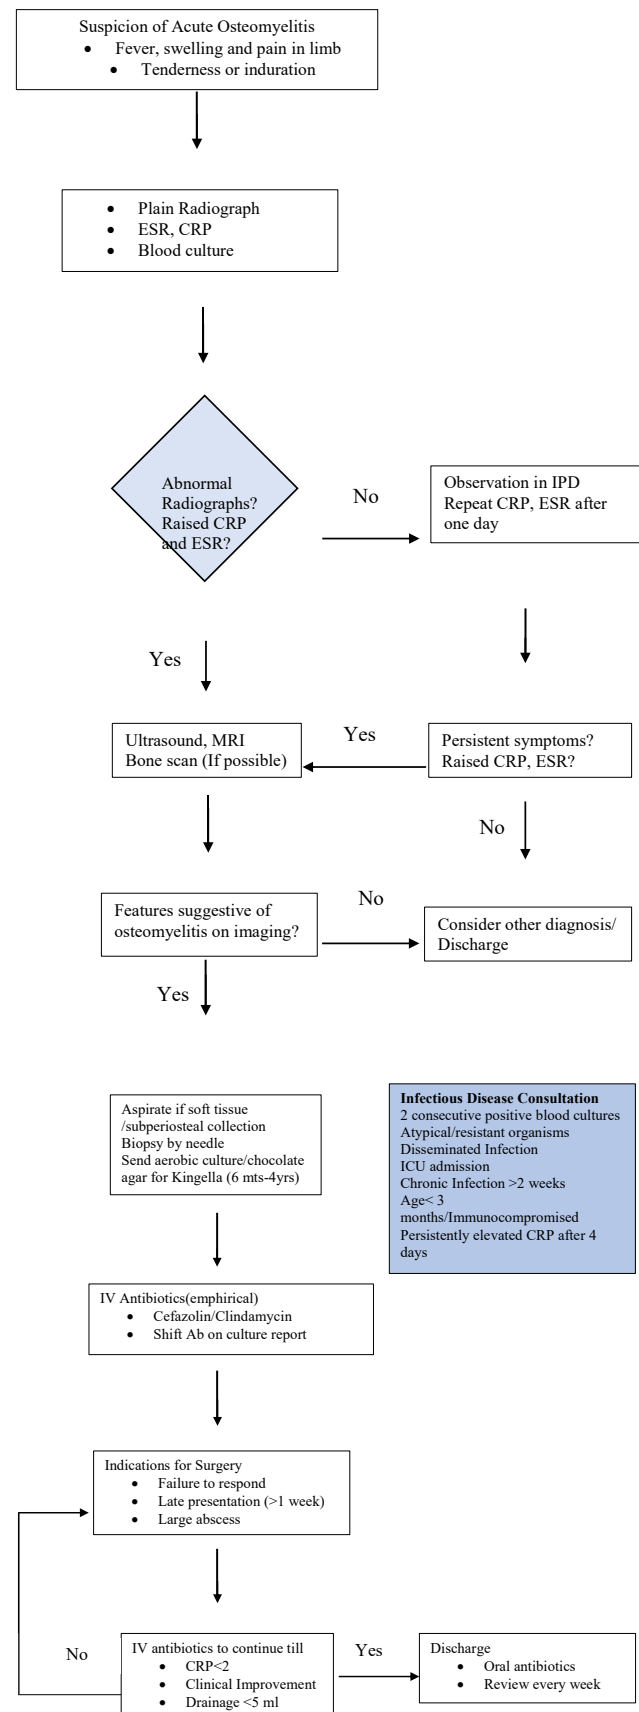 Suspicion of Acute Osteomyelitis
• Fever, swelling and pain in limb
• Tenderness or induration
• Plain Radiograph
• ESR, CRP
• Blood culture
Abnormal
Radiographs?
Raised CRP
and ESR?
No
Observation in IPD
Repeat CRP, ESR after
one day
Yes
Ultrasound, MRI
Bone scan (If possible)
Yes
Persistent symptoms?
Raised CRP, ESR?
No
Features suggestive of
osteomyelitis on imaging?
No
Consider other diagnosis/
Discharge
Yes
Aspirate if soft tissue
/subperiosteal collection
Biopsy by needle
Send aerobic culture/chocolate
agar for Kingella (6 mts-4yrs)
Infectious Disease Consultation
2 consecutive positive blood cultures
Atypical/resistant organisms
Disseminated Infection
ICU admission
Chronic Infection >2 weeks
Age< 3
months/Immunocompromised
Persistently elevated CRP after 4
days
IV Antibiotics(emphirical)
• Cefazolin/Clindamycin
• Shift Ab on culture report
Indications for Surgery
• Failure to respond
• Late presentation (>1 week)
• Large abscess
No
IV antibiotics to continue till
• CRP<2
• Clinical Improvement
• Drainage <5 ml
Yes
Discharge
• Oral antibiotics
• Review every week